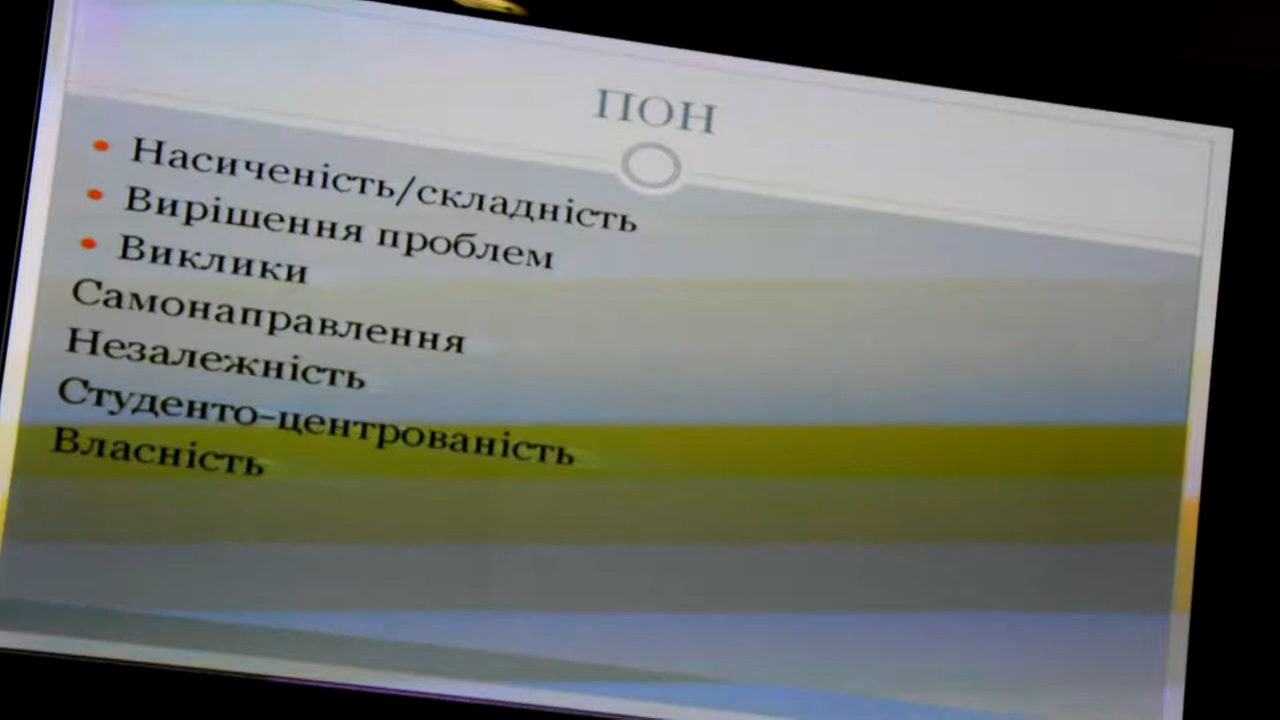 ПОН
Насиченість/складність
Вирішення проблем
Виклики
Самонаправлення
Незалежність
Студенто-центрованість
Власність